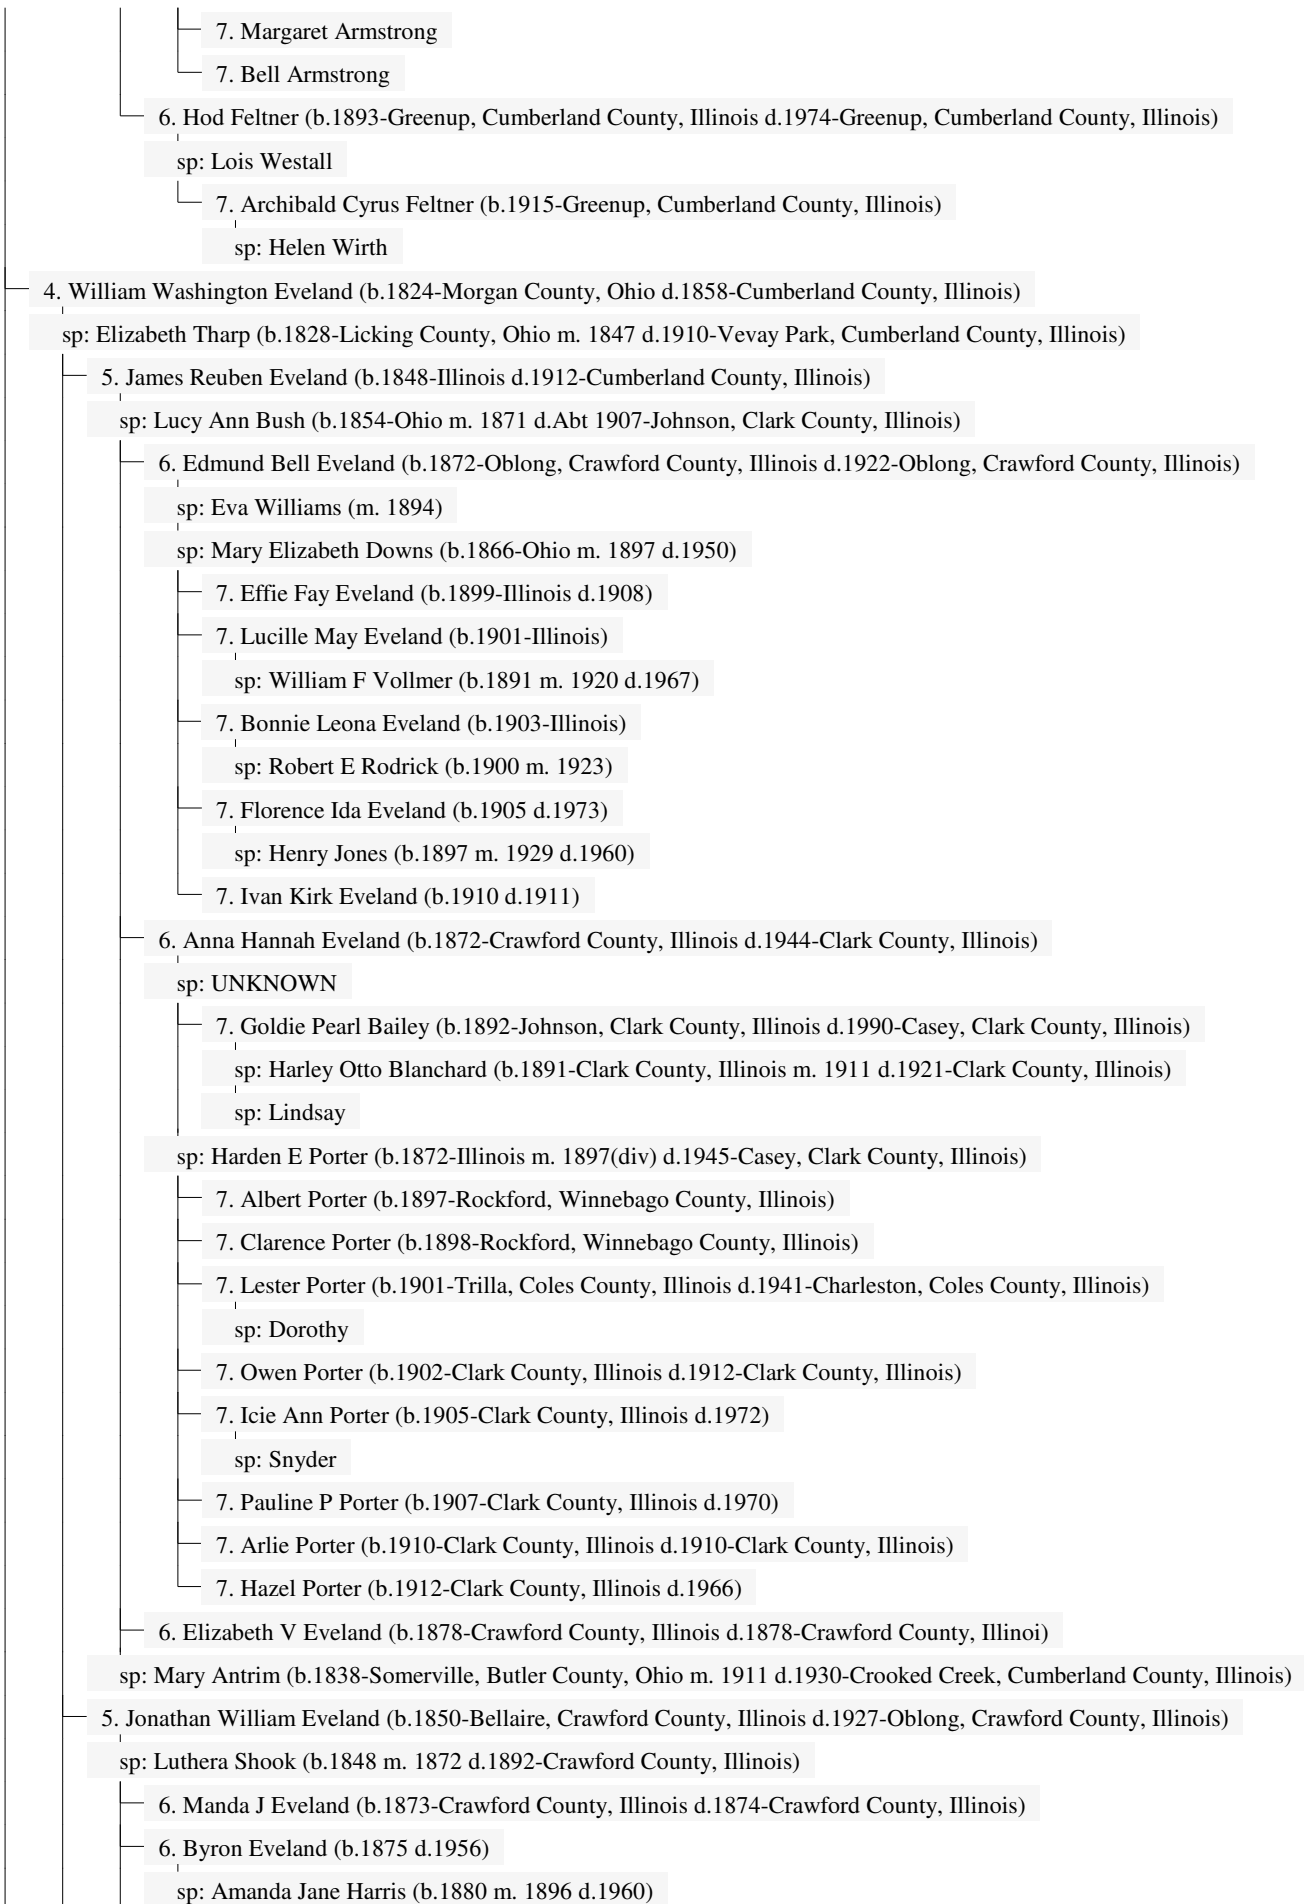 7. Margaret Armstrong
7. Bell Armstrong
6. Hod Feltner (b.1893-Greenup, Cumberland County, Illinois d.1974-Greenup, Cumberland County, Illinois)
sp: Lois Westall
7. Archibald Cyrus Feltner (b.1915-Greenup, Cumberland County, Illinois)
sp: Helen Wirth
4. William Washington Eveland (b.1824-Morgan County, Ohio d.1858-Cumberland County, Illinois)
sp: Elizabeth Tharp (b.1828-Licking County, Ohio m. 1847 d.1910-Vevay Park, Cumberland County, Illinois)
5. James Reuben Eveland (b.1848-Illinois d.1912-Cumberland County, Illinois)
sp: Lucy Ann Bush (b.1854-Ohio m. 1871 d.Abt 1907-Johnson, Clark County, Illinois)
6. Edmund Bell Eveland (b.1872-Oblong, Crawford County, Illinois d.1922-Oblong, Crawford County, Illinois)
sp: Eva Williams (m. 1894)
sp: Mary Elizabeth Downs (b.1866-Ohio m. 1897 d.1950)
7. Effie Fay Eveland (b.1899-Illinois d.1908)
7. Lucille May Eveland (b.1901-Illinois)
sp: William F Vollmer (b.1891 m. 1920 d.1967)
7. Bonnie Leona Eveland (b.1903-Illinois)
sp: Robert E Rodrick (b.1900 m. 1923)
7. Florence Ida Eveland (b.1905 d.1973)
sp: Henry Jones (b.1897 m. 1929 d.1960)
7. Ivan Kirk Eveland (b.1910 d.1911)
6. Anna Hannah Eveland (b.1872-Crawford County, Illinois d.1944-Clark County, Illinois)
sp: UNKNOWN
7. Goldie Pearl Bailey (b.1892-Johnson, Clark County, Illinois d.1990-Casey, Clark County, Illinois)
sp: Harley Otto Blanchard (b.1891-Clark County, Illinois m. 1911 d.1921-Clark County, Illinois)
sp: Lindsay
sp: Harden E Porter (b.1872-Illinois m. 1897(div) d.1945-Casey, Clark County, Illinois)
7. Albert Porter (b.1897-Rockford, Winnebago County, Illinois)
7. Clarence Porter (b.1898-Rockford, Winnebago County, Illinois)
7. Lester Porter (b.1901-Trilla, Coles County, Illinois d.1941-Charleston, Coles County, Illinois)
sp: Dorothy
7. Owen Porter (b.1902-Clark County, Illinois d.1912-Clark County, Illinois)
7. Icie Ann Porter (b.1905-Clark County, Illinois d.1972)
sp: Snyder
7. Pauline P Porter (b.1907-Clark County, Illinois d.1970)
7. Arlie Porter (b.1910-Clark County, Illinois d.1910-Clark County, Illinois)
7. Hazel Porter (b.1912-Clark County, Illinois d.1966)
6. Elizabeth V Eveland (b.1878-Crawford County, Illinois d.1878-Crawford County, Illinoi)
sp: Mary Antrim (b.1838-Somerville, Butler County, Ohio m. 1911 d.1930-Crooked Creek, Cumberland County, Illinois)
5. Jonathan William Eveland (b.1850-Bellaire, Crawford County, Illinois d.1927-Oblong, Crawford County, Illinois)
sp: Luthera Shook (b.1848 m. 1872 d.1892-Crawford County, Illinois)
6. Manda J Eveland (b.1873-Crawford County, Illinois d.1874-Crawford County, Illinois)
6. Byron Eveland (b.1875 d.1956)
sp: Amanda Jane Harris (b.1880 m. 1896 d.1960)